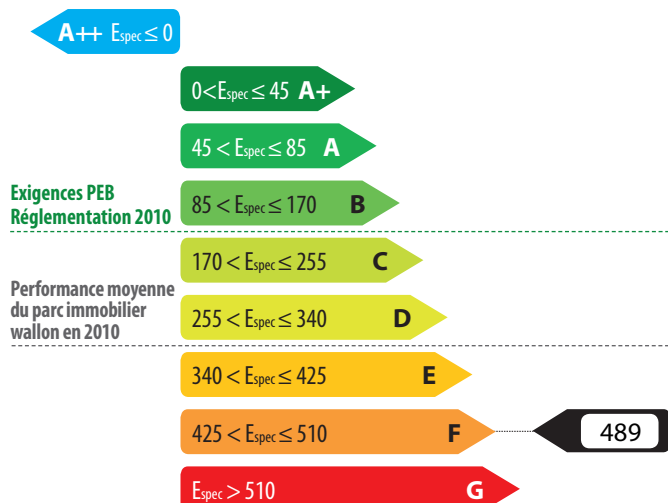 A++ Espec ≤ 0
0<Espec ≤ 45 A+
45 < Espec ≤ 85 A
Exigences PEB
Réglementation 2010
85 < Espec ≤ 170 B
170 < Espec ≤ 255 C
Performance moyenne
du parc immobilier
wallon en 2010
255 < Espec ≤ 340 D
340 < Espec ≤ 425 E
425 < Espec ≤ 510 F
489
Espec > 510 G